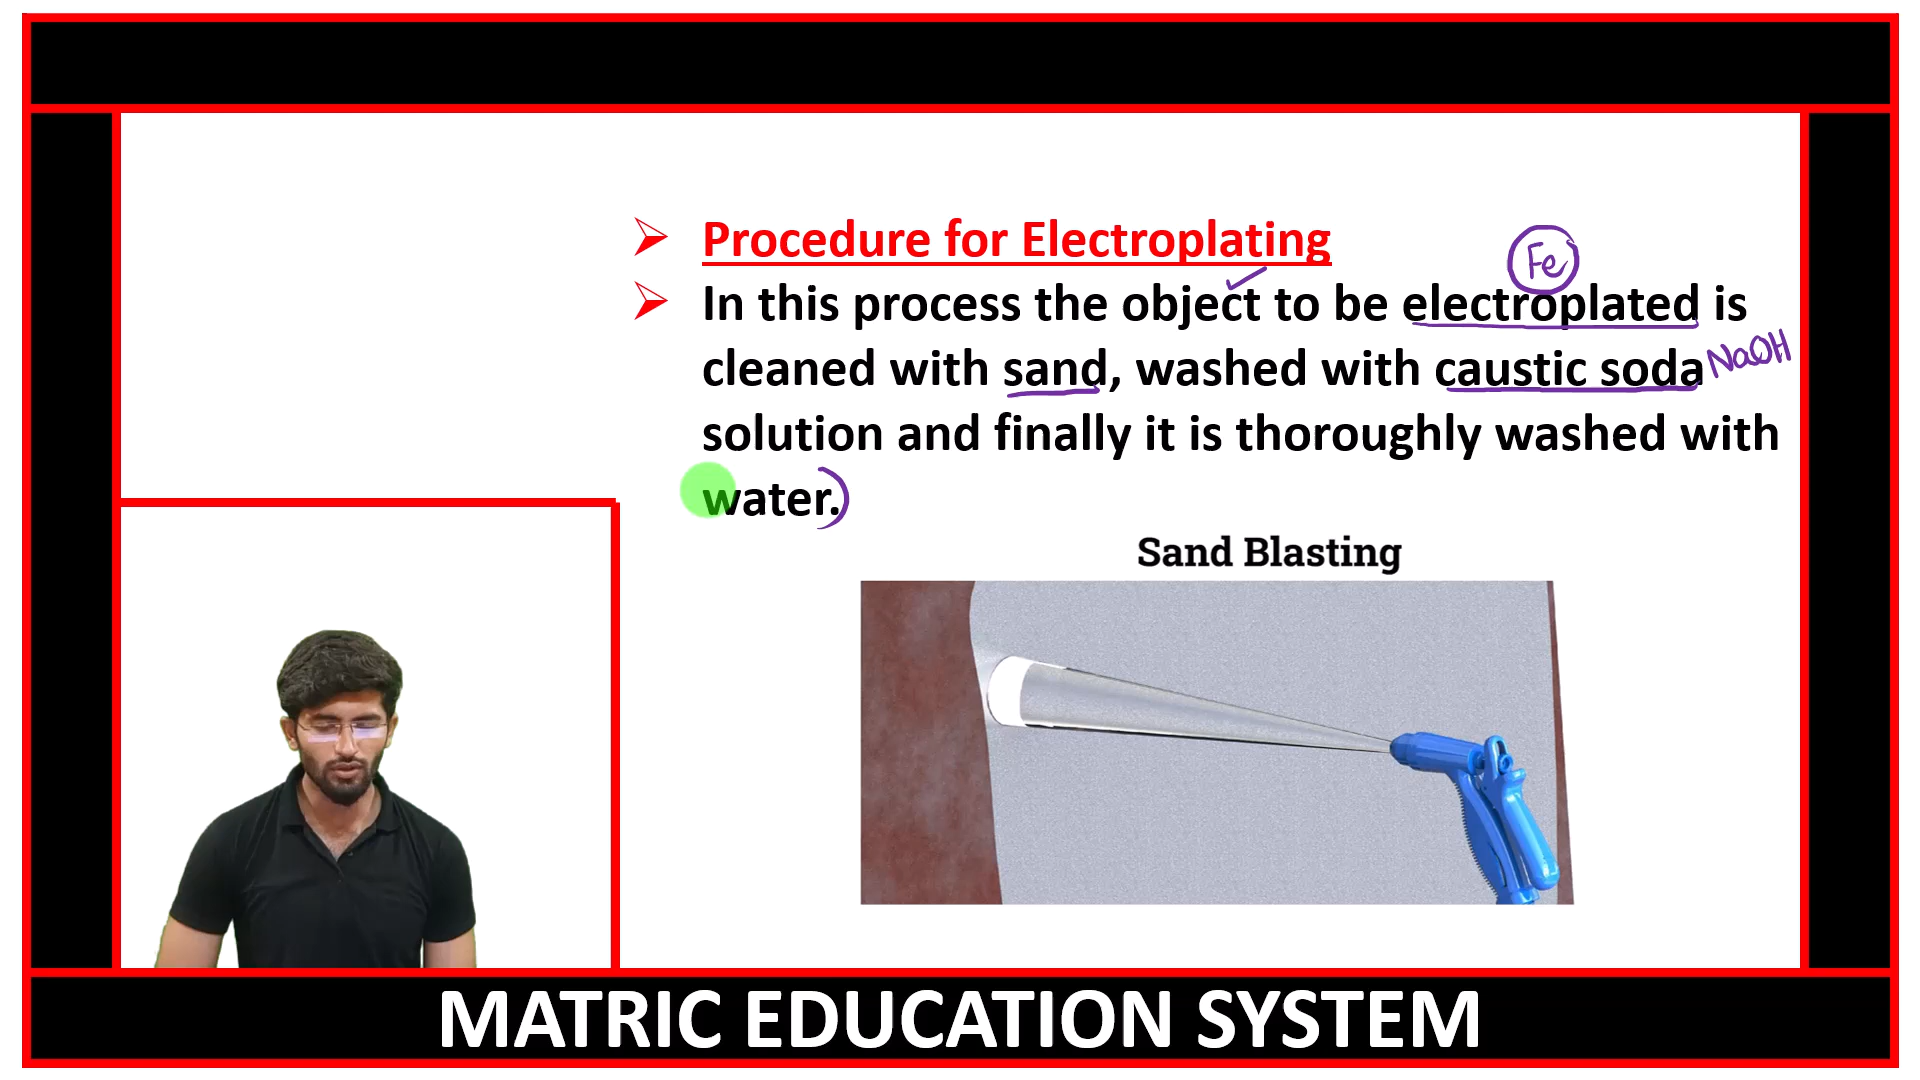 Procedure for Electroplating
Fe
In this process the object to be electroplated is
cleaned with sand, washed with caustic soda NaOH
solution and finally it is thoroughly washed with
water.
Sand Blasting
MATRIC EDUCATION SYSTEM